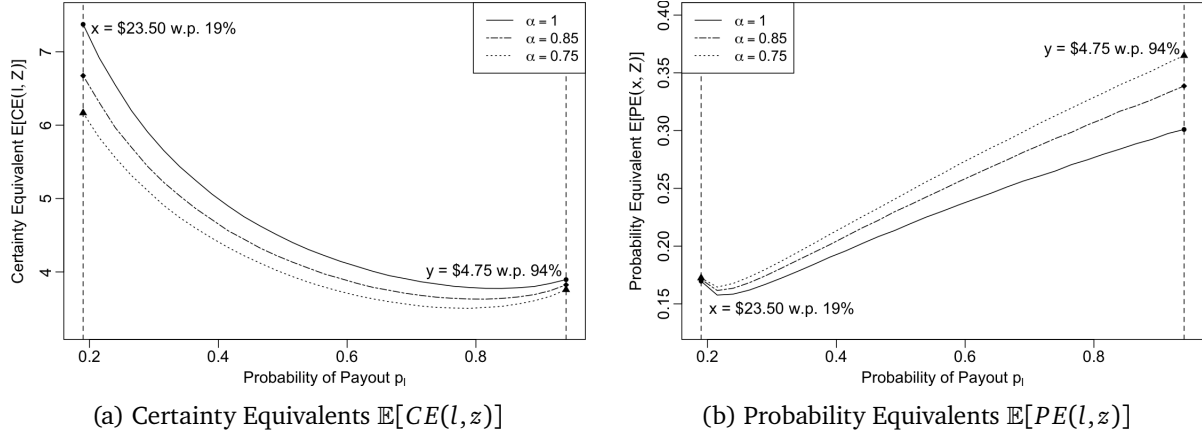 α = 1
α = 0.85
α = 0.75
x = $23.50 w.p. 19%
y = $4.75 w.p. 94%
Certainty Equivalent E[CE(l, Z)]
7
6
5
4
0.2 0.4 0.6 0.8
Probability of Payout pl
(a) Certainty Equivalents 𝔼[CE(l, z)]
α = 1
α = 0.85
α = 0.75
y = $4.75 w.p. 94%
x = $23.50 w.p. 19%
Probability Equivalent E[PE(x, Z)]
0.40
0.35
0.30
0.25
0.20
0.15
0.2 0.4 0.6 0.8
Probability of Payout pl
(b) Probability Equivalents 𝔼[PE(l, z)]